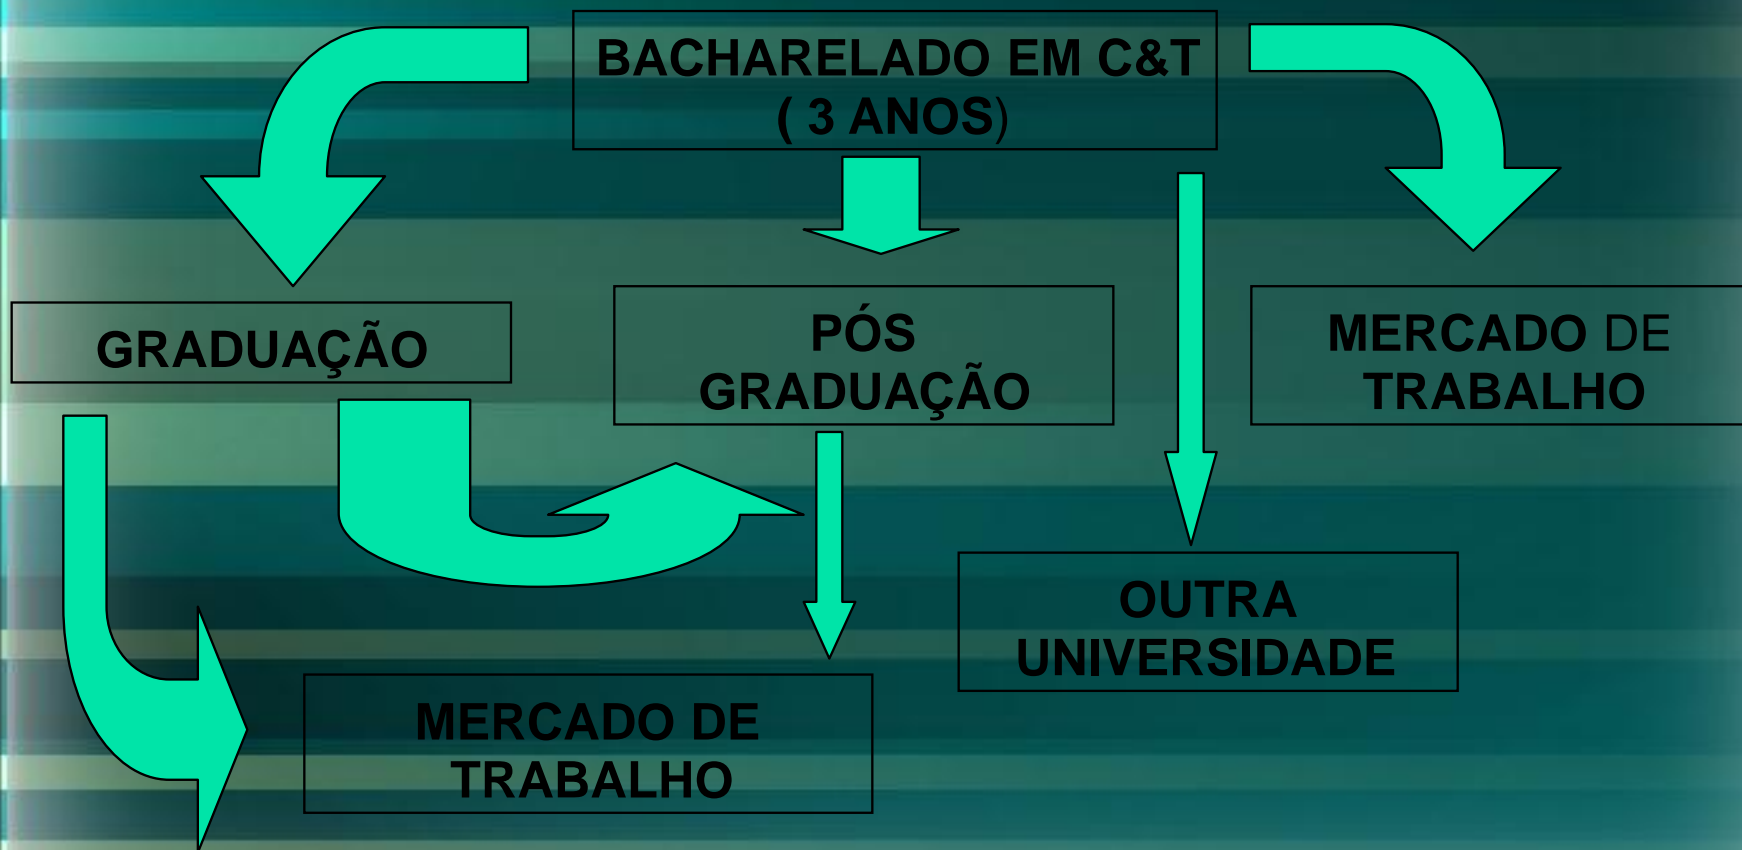 BACHARELADO EM C&T
( 3 ANOS)
GRADUAÇÃO
PÓS
GRADUAÇÃO
MERCADO DE
TRABALHO
OUTRA
UNIVERSIDADE
MERCADO DE
TRABALHO